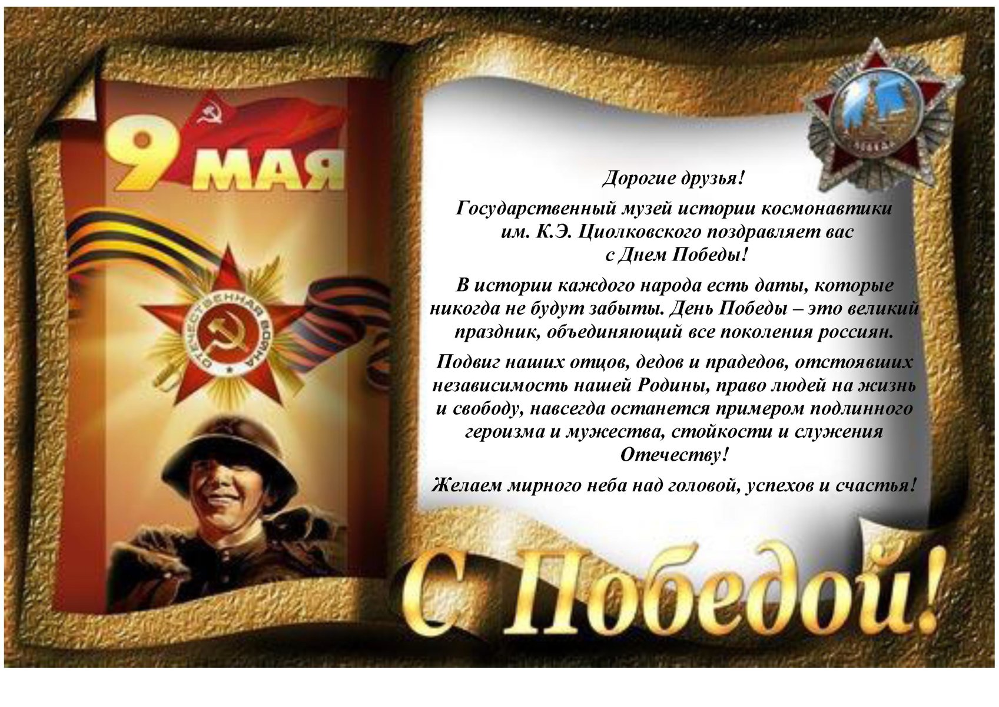 9 МАЯ
ОТЕЧЕСТВЕННАЯ ВОЙНА
ПОБЕДА
Дорогие друзья!
Государственный музей истории космонавтики
им. К.Э. Циолковского поздравляет вас
с Днем Победы!
В истории каждого народа есть даты, которые
никогда не будут забыты. День Победы – это великий
праздник, объединяющий все поколения россиян.
Подвиг наших отцов, дедов и прадедов, отстоявших
независимость нашей Родины, право людей на жизнь
и свободу, навсегда останется примером подлинного
героизма и мужества, стойкости и служения
Отечеству!
Желаем мирного неба над головой, успехов и счастья!
С Победой!